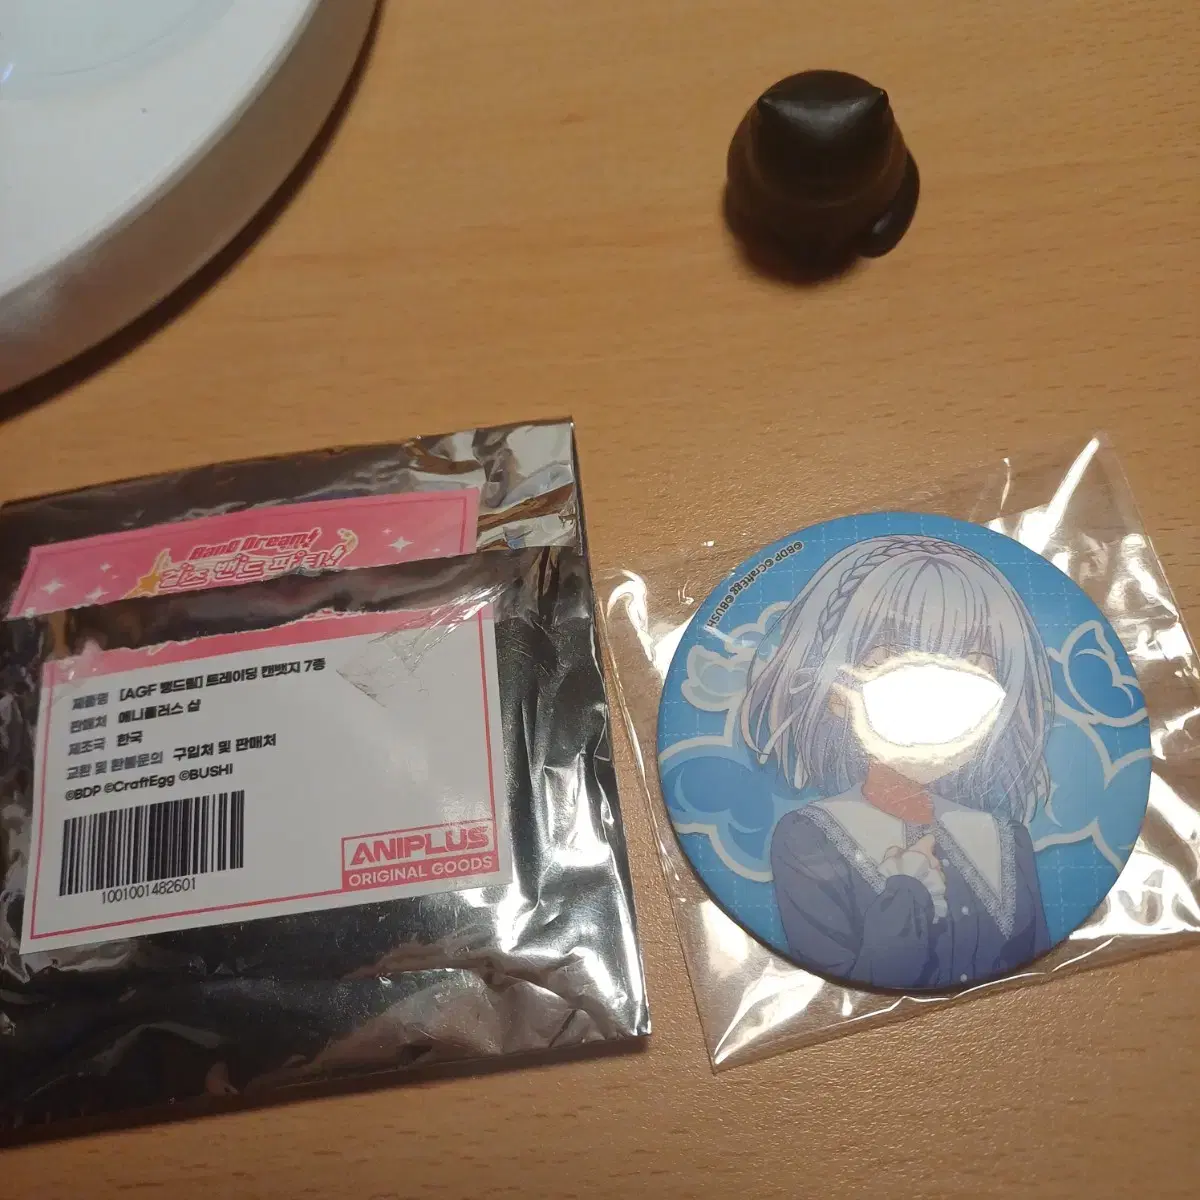 BanG Dream!
걸즈 밴드 파티!
제품명 [AGF 뱅드림] 트레이딩 캔뱃지 7종
판매처 애니플러스 샵
제조국 한국
교환 및 환불문의 구입처 및 판매처
©BDP ©CraftEgg ©BUSHI
1001001482601
ANIPLUS
ORIGINAL GOODS
©BDP ©CraftEgg ©BUSHI